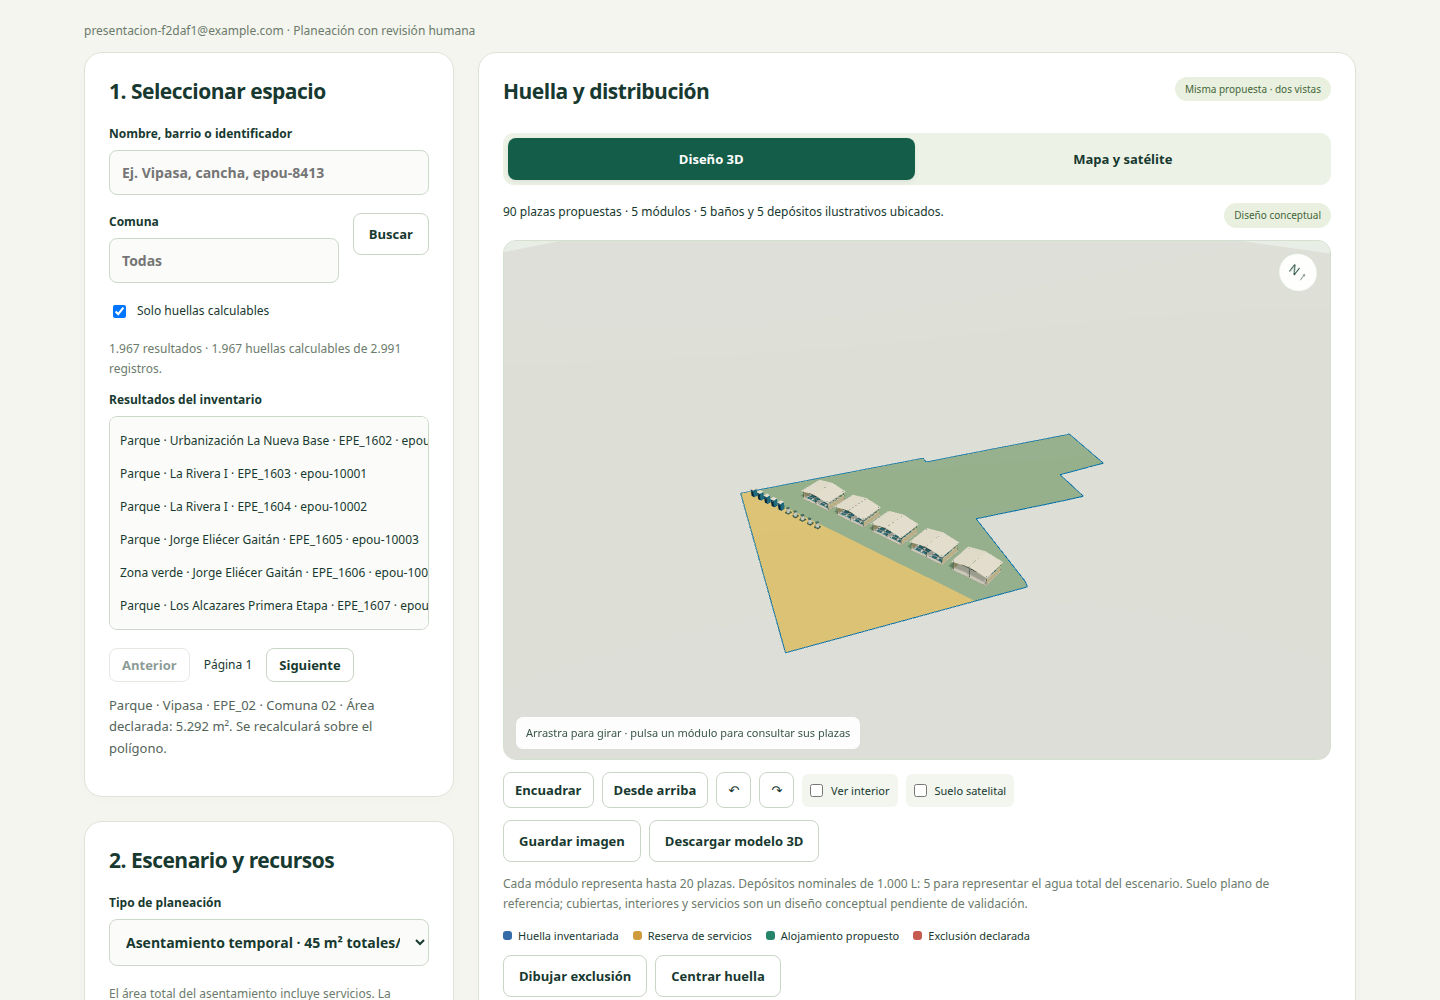 presentacion-f2daf1@example.com · Planeación con revisión humana
1. Seleccionar espacio
Nombre, barrio o identificador
Ej. Vipasa, cancha, epou-8413
Comuna
Todas
Buscar
Solo huellas calculables
1.967 resultados · 1.967 huellas calculables de 2.991
registros.
Resultados del inventario
Parque · Urbanización La Nueva Base · EPE_1602 · epou
Parque · La Rivera I · EPE_1603 · epou-10001
Parque · La Rivera I · EPE_1604 · epou-10002
Parque · Jorge Eliécer Gaitán · EPE_1605 · epou-10003
Zona verde · Jorge Eliécer Gaitán · EPE_1606 · epou-100
Parque · Los Alcazares Primera Etapa · EPE_1607 · epou
Anterior
Página 1
Siguiente
Parque · Vipasa · EPE_02 · Comuna 02 · Área
declarada: 5.292 m². Se recalculará sobre el
polígono.
2. Escenario y recursos
Tipo de planeación
Asentamiento temporal · 45 m² totales/
El área total del asentamiento incluye servicios. La
Huella y distribución
Misma propuesta · dos vistas
Diseño 3D
Mapa y satélite
90 plazas propuestas · 5 módulos · 5 baños y 5 depósitos ilustrativos ubicados.
Diseño conceptual
N↑
Arrastra para girar · pulsa un módulo para consultar sus plazas
Encuadrar
Desde arriba
↶
↷
Ver interior
Suelo satelital
Guardar imagen
Descargar modelo 3D
Cada módulo representa hasta 20 plazas. Depósitos nominales de 1.000 L: 5 para representar el agua total del escenario. Suelo plano de
referencia; cubiertas, interiores y servicios son un diseño conceptual pendiente de validación.
Huella inventariada
Reserva de servicios
Alojamiento propuesto
Exclusión declarada
Dibujar exclusión
Centrar huella